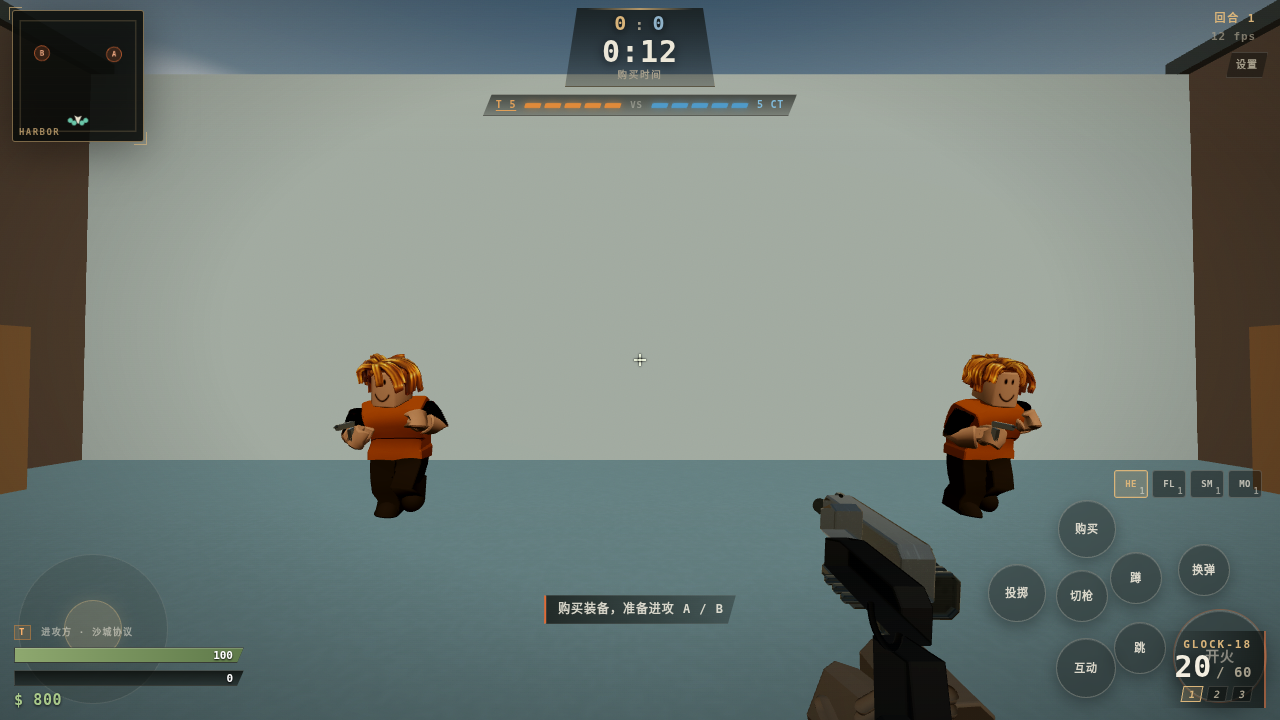 B
A
HARBOR
0 : 0
0:12
购买时间
T 5
VS
5 CT
回合 1
12 fps
设置
HE 1
FL 1
SM 1
MO 1
购买
换弹
蹲
投掷
切枪
跳
互动
开火
购买装备，准备进攻 A / B
T 进攻方 · 沙城协议
100
0
$ 800
GLOCK-18
20 / 60
1 2 3